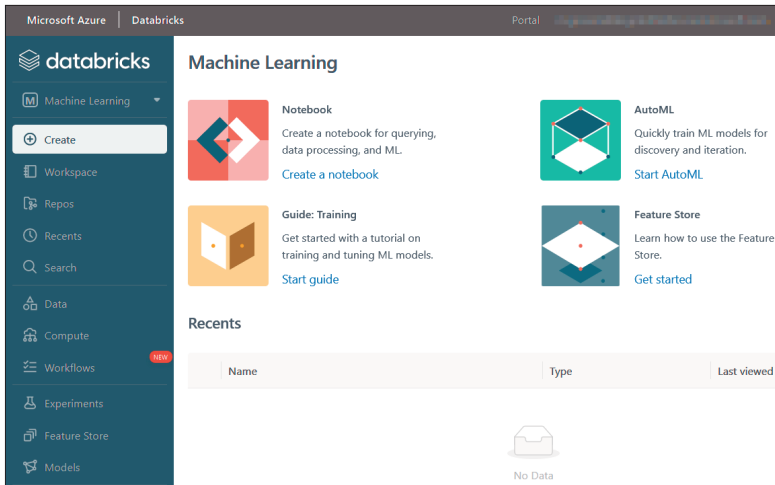 Microsoft Azure | Databricks
Portal
databricks
M Machine Learning
Create
Workspace
Repos
Recents
Search
Data
Compute
Workflows
NEW
Experiments
Feature Store
Models
Machine Learning
Notebook
Create a notebook for querying,
data processing, and ML.
Create a notebook
AutoML
Quickly train ML models for
discovery and iteration.
Start AutoML
Guide: Training
Get started with a tutorial on
training and tuning ML models.
Start guide
Feature Store
Learn how to use the Feature
Store.
Get started
Recents
Name Type Last viewed
No Data